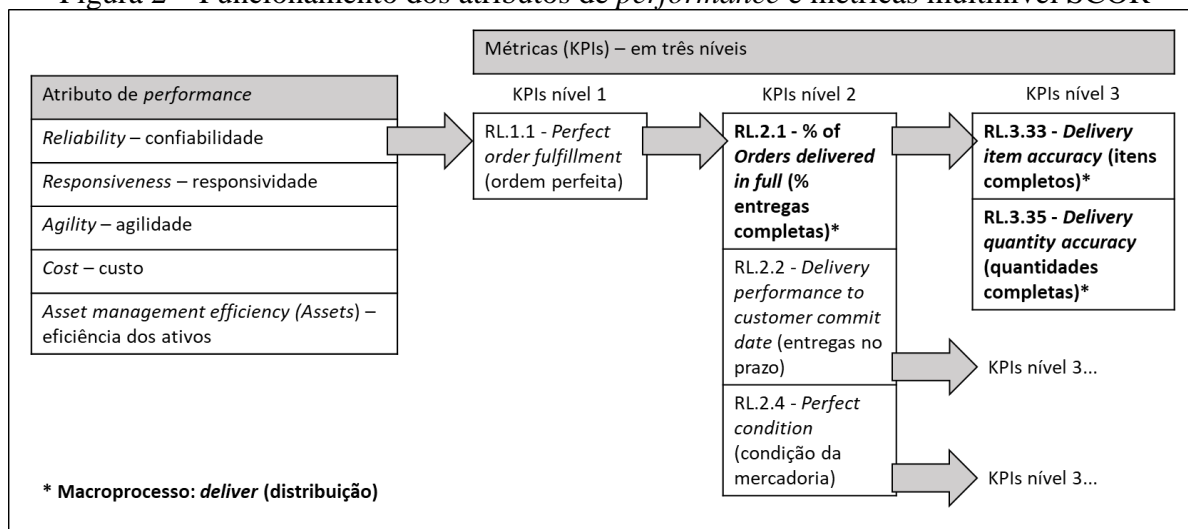 Figura 2 – Funcionamento dos atributos de performance e métricas multinível SCOR
Métricas (KPIs) – em três níveis
Atributo de performance
Reliability – confiabilidade
Responsiveness – responsividade
Agility – agilidade
Cost – custo
Asset management efficiency (Assets) –
eficiência dos ativos
KPIs nível 1
RL.1.1 - Perfect
order fulfillment
(ordem perfeita)
KPIs nível 2
RL.2.1 - % of
Orders delivered
in full (%
entregas
completas)*
RL.2.2 - Delivery
performance to
customer commit
date (entregas no
prazo)
RL.2.4 - Perfect
condition
(condição da
mercadoria)
KPIs nível 3
RL.3.33 - Delivery
item accuracy (itens
completos)*
RL.3.35 - Delivery
quantity accuracy
(quantidades
completas)*
KPIs nível 3...
KPIs nível 3...
* Macroprocesso: deliver (distribuição)